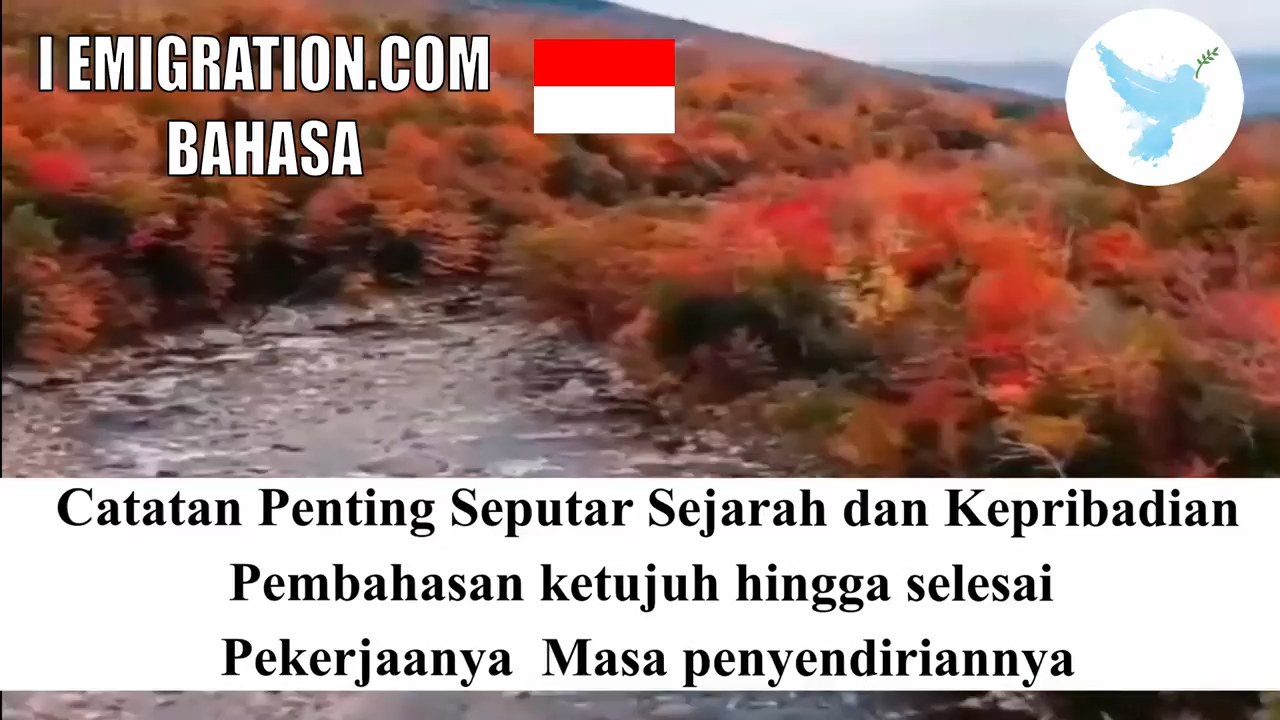 I EMIGRATION.COM
BAHASA
Catatan Penting Seputar Sejarah dan Kepribadian
Pembahasan ketujuh hingga selesai
Pekerjaanya Masa penyendiriannya